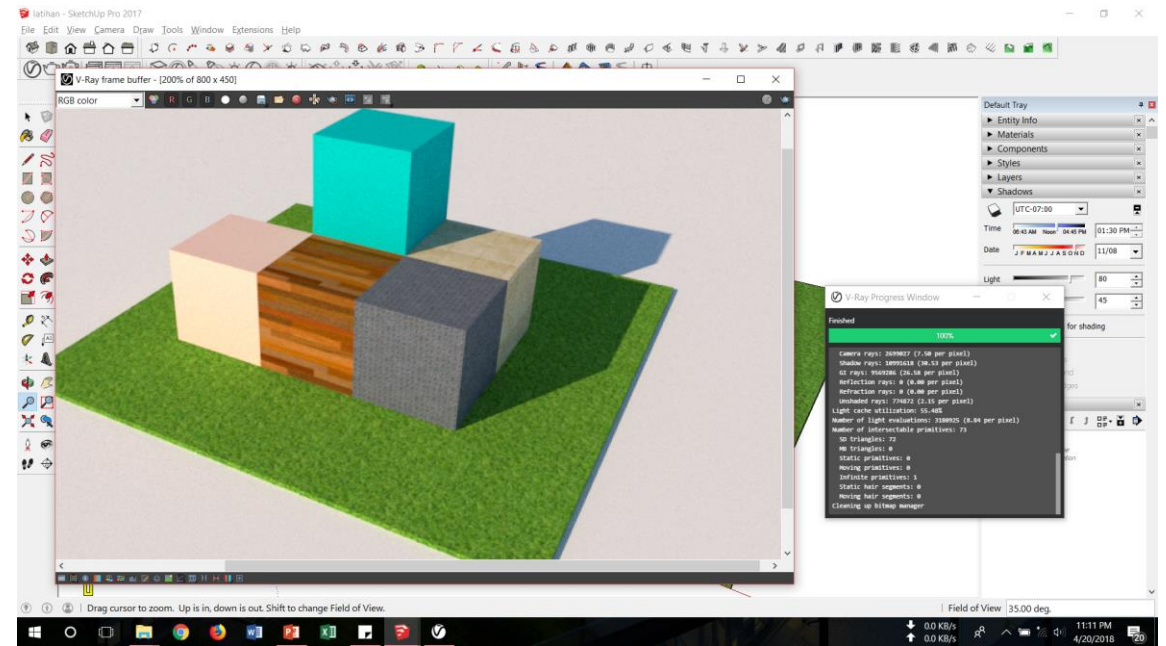 latihan - SketchUp Pro 2017
File Edit View Camera Draw Tools Window Extensions Help
V-Ray frame buffer - [200% of 800 x 450]
RGB color
R G B
Default Tray
Entity Info
Materials
Components
Styles
Layers
Shadows
UTC-07:00
Time 06:43 AM Noon 04:45 PM 01:30 PM
Date J F M A M J J A S O N D 11/08
Light 80
45
for shading
V-Ray Progress Window
Finished
100%
Camera rays: 2699027 (7.50 per pixel)
Shadow rays: 10991618 (30.53 per pixel)
GI rays: 9569286 (26.58 per pixel)
Reflection rays: 0 (0.00 per pixel)
Refraction rays: 0 (0.00 per pixel)
Unshaded rays: 774872 (2.15 per pixel)
Light cache utilization: 55.48%
Number of light evaluations: 3180925 (8.84 per pixel)
Number of intersectable primitives: 73
SD triangles: 72
MB triangles: 0
Static primitives: 0
Moving primitives: 0
Infinite primitives: 1
Static hair segments: 0
Moving hair segments: 0
Cleaning up bitmap manager
Drag cursor to zoom. Up is in, down is out. Shift to change Field of View.
Field of View 35.00 deg.
0.0 KB/s
0.0 KB/s
11:11 PM
4/20/2018
20